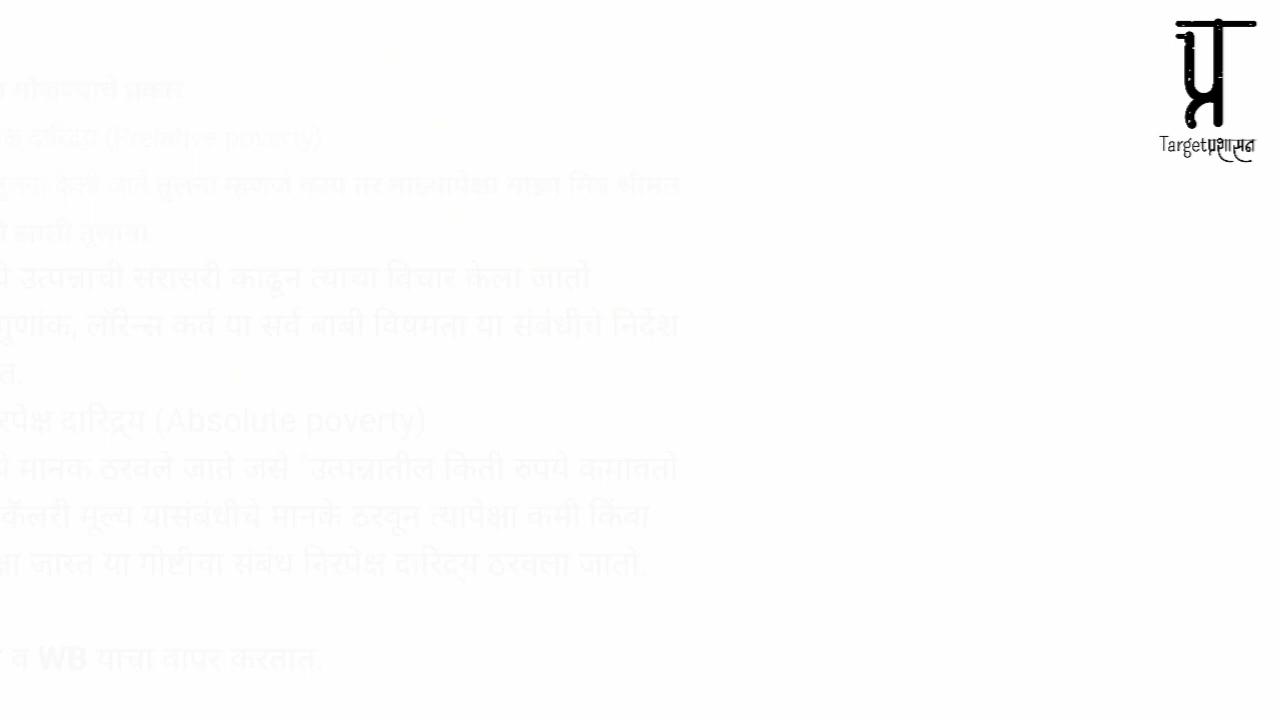 मोजण्याचे प्रकार
दारिद्र्य (Prelative poverty)
तुलना केली जाते तुलना म्हणजे काय तर माझ्यापेक्षा माझा मित्र श्रीमंत
झाली तुलना
उत्पन्नाची सरासरी काढून त्याचा विचार केला जातो
गुणांक, लॉरेन्स कर्व या सर्व बाबी विषमता या संबंधीचे निर्देश
त.
रपेक्ष दारिद्र्य (Absolute poverty)
मानक ठरवले जाते जसे "उत्पन्नातील किती रुपये कमावतो
कॅलरी मूल्य यासंबंधीचे मानके ठरवून त्यापेक्षा कमी किंवा
क्षा जास्त या गोष्टीचा संबंध निरपेक्ष दारिद्र्य ठरवला जातो.
व WB याचा वापर करतात.
प्र
Targetप्रशासन